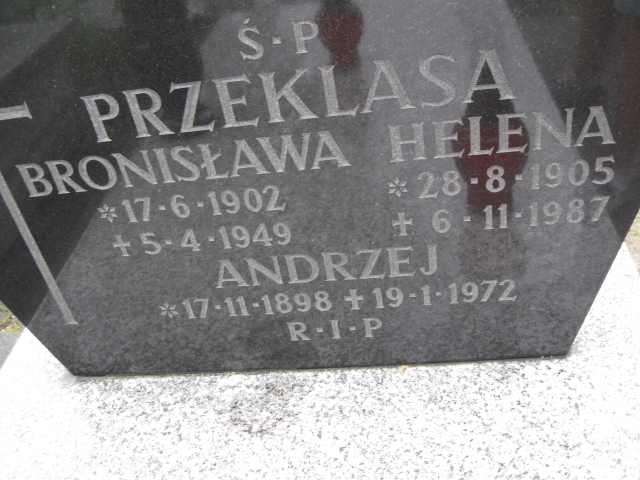 Ś·P
PRZEKLASA
BRONISŁAWA HELENA
*17·6·1902 *28·8·1905
+5·4·1949 +6·11·1987
ANDRZEJ
*17·11·1898 +19·1·1972
R·I·P